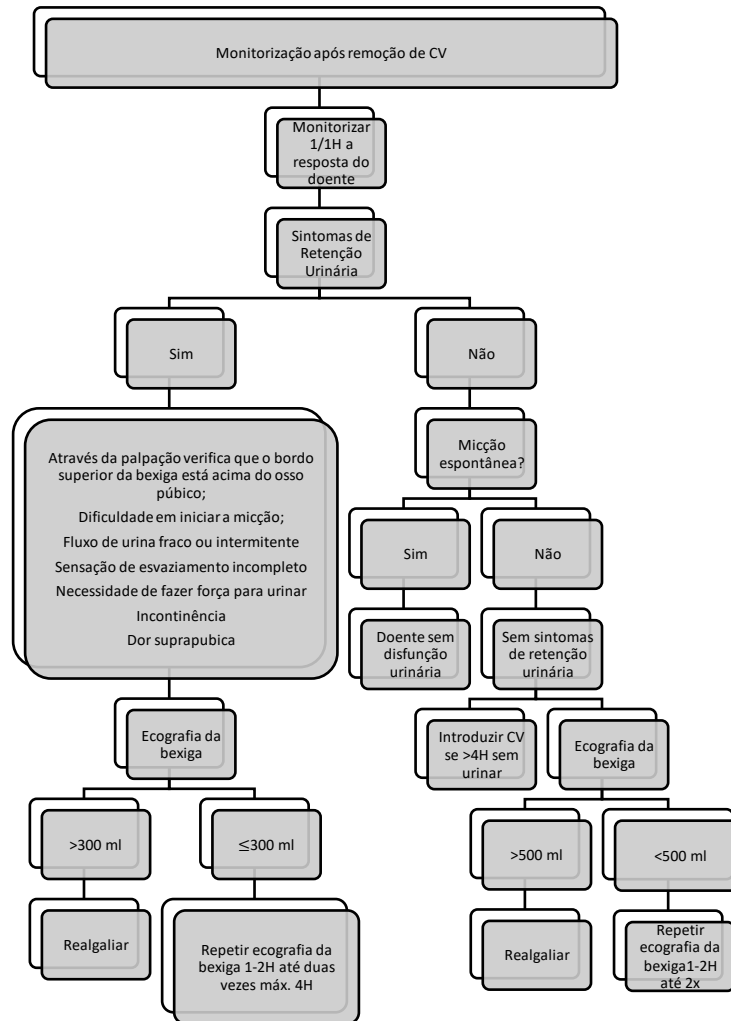 Monitorização após remoção de CV
Monitorizar
1/1H a
resposta do
doente
Sintomas de
Retenção
Urinária
Sim
Não
Através da palpação verifica que o bordo
superior da bexiga está acima do osso
púbico;
Dificuldade em iniciar a micção;
Fluxo de urina fraco ou intermitente
Sensação de esvaziamento incompleto
Necessidade de fazer força para urinar
Incontinência
Dor suprapubica
Micção
espontânea?
Sim
Não
Doente sem
disfunção
urinária
Sem sintomas
de retenção
urinária
Ecografia da
bexiga
Introduzir CV
se >4H sem
urinar
Ecografia da
bexiga
>300 ml
≤300 ml
>500 ml
<500 ml
Realgaliar
Repetir ecografia da
bexiga 1-2H até duas
vezes máx. 4H
Realgaliar
Repetir
ecografia da
bexiga1-2H
até 2x